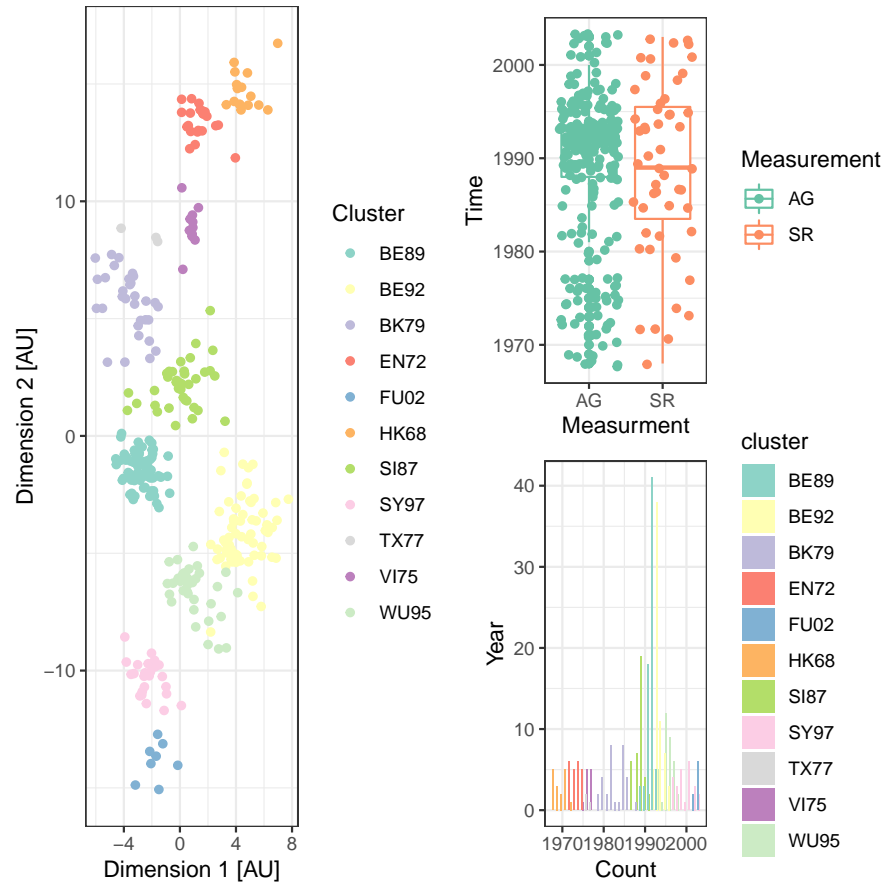 Dimension 2 [AU]
10
0
−10
−4 0 4 8
Dimension 1 [AU]
Cluster
BE89
BE92
BK79
EN72
FU02
HK68
SI87
SY97
TX77
VI75
WU95
Time
2000
1990
1980
1970
AG SR
Measurment
Measurement
AG
SR
Year
40
30
20
10
0
1970 1980 1990 2000
Count
cluster
BE89
BE92
BK79
EN72
FU02
HK68
SI87
SY97
TX77
VI75
WU95